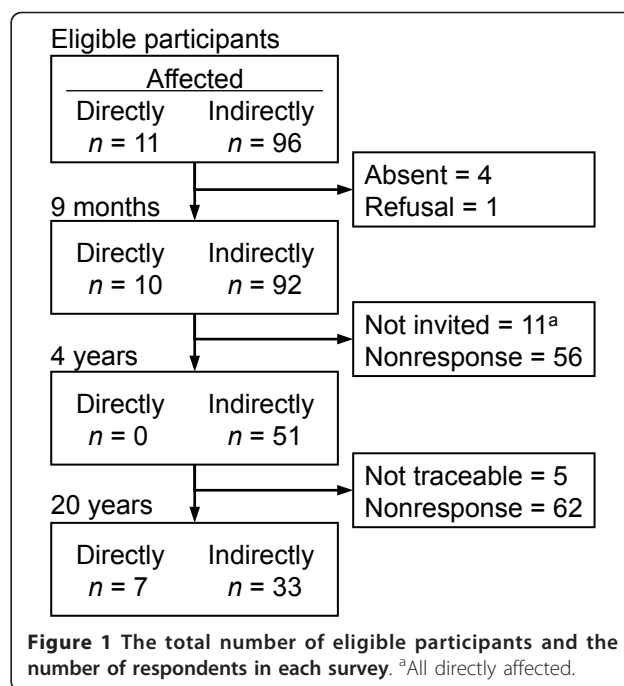 Eligible participants
Affected
Directly Indirectly
n = 11 n = 96
Absent = 4
Refusal = 1
9 months
Directly Indirectly
n = 10 n = 92
Not invited = 11ᵃ
Nonresponse = 56
4 years
Directly Indirectly
n = 0 n = 51
Not traceable = 5
Nonresponse = 62
20 years
Directly Indirectly
n = 7 n = 33
Figure 1 The total number of eligible participants and the
number of respondents in each survey. ᵃAll directly affected.